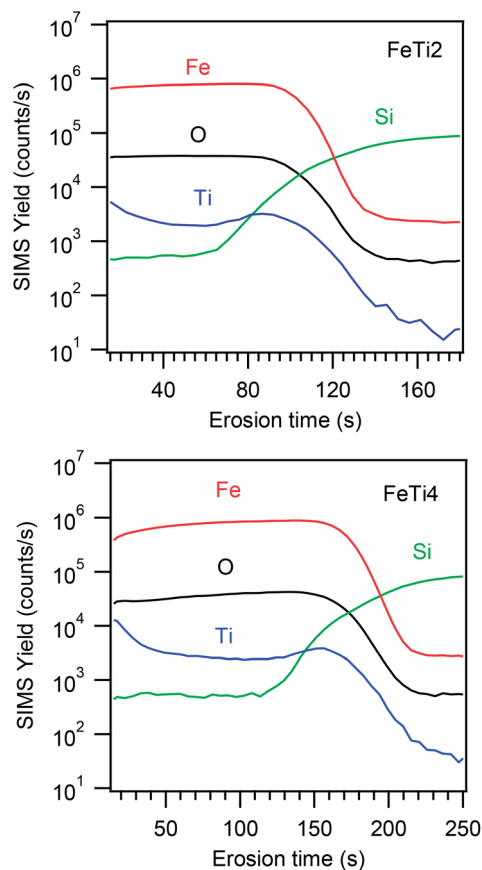 10^7
10^6
10^5
10^4
10^3
10^2
10^1
SIMS Yield (counts/s)
FeTi2
Fe
Si
O
Ti
40 80 120 160
Erosion time (s)
10^7
10^6
10^5
10^4
10^3
10^2
10^1
SIMS Yield (counts/s)
Fe
FeTi4
Si
O
Ti
50 100 150 200 250
Erosion time (s)